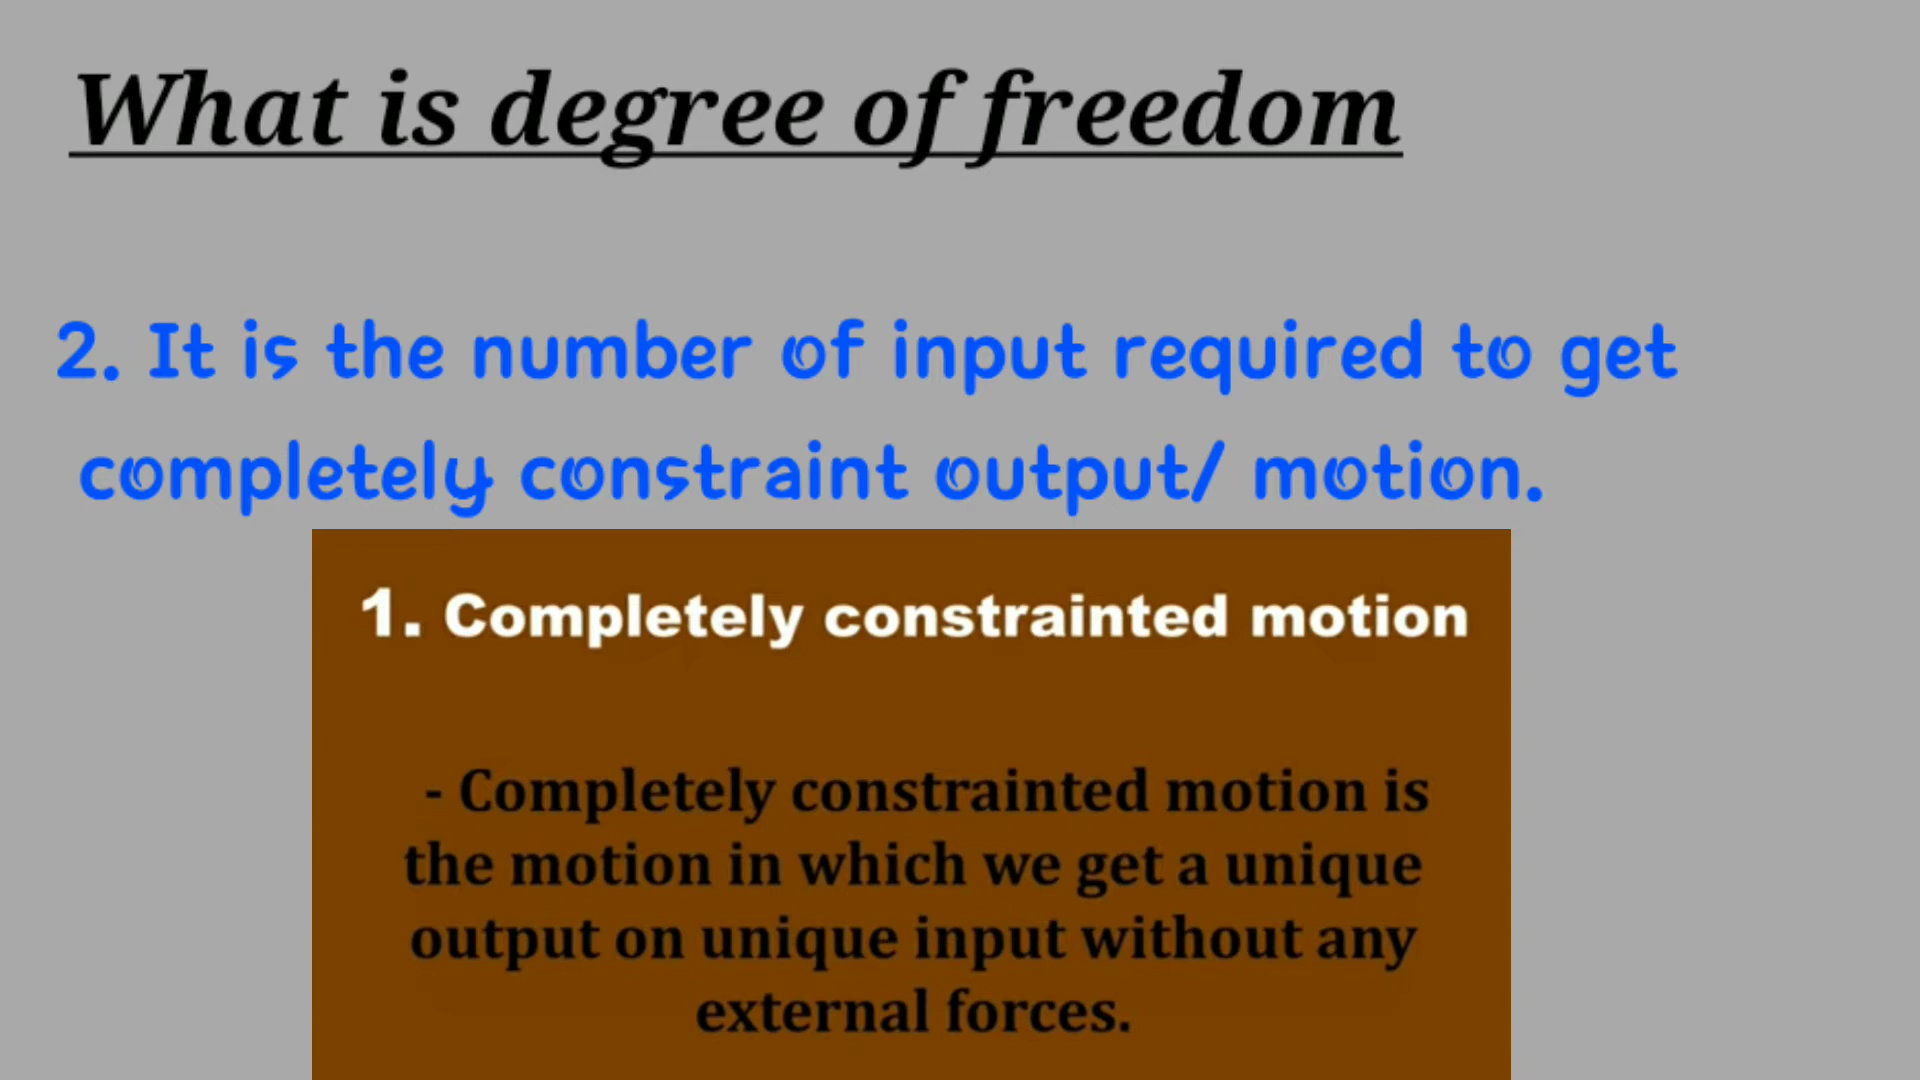 What is degree of freedom
2. It is the number of input required to get
completely constraint output/ motion.
1. Completely constrainted motion
- Completely constrainted motion is
the motion in which we get a unique
output on unique input without any
external forces.